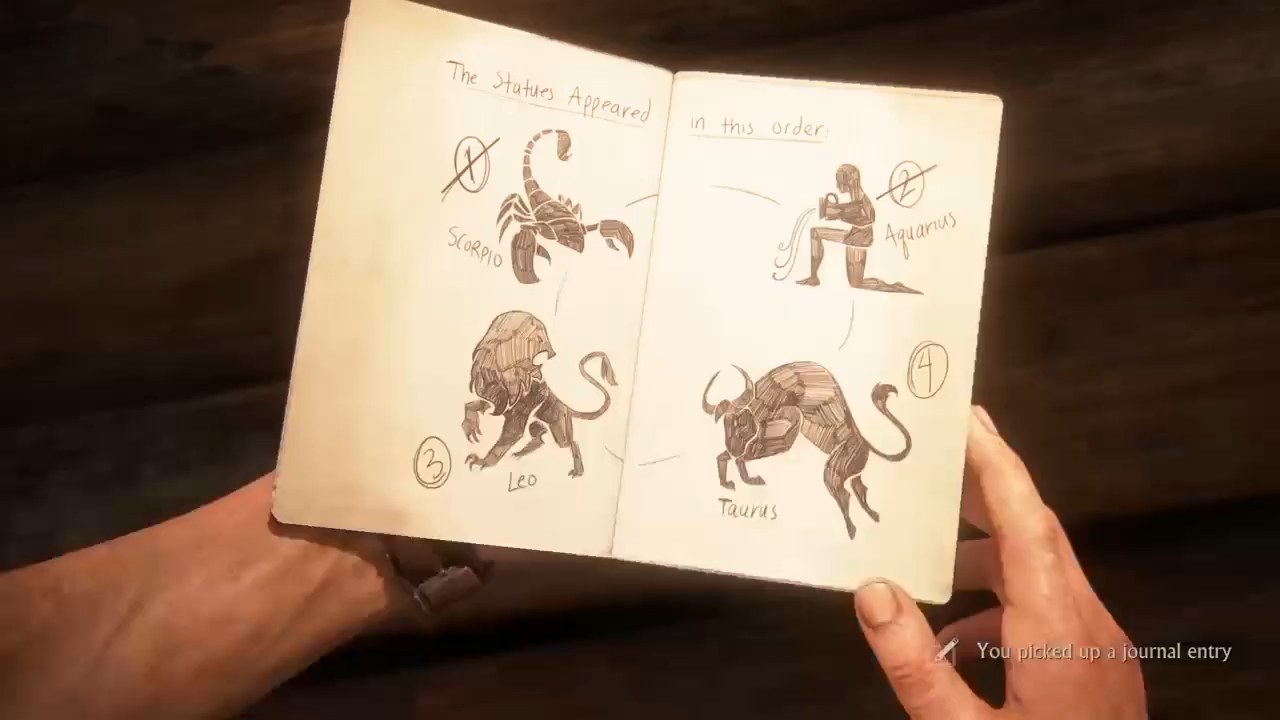 The Statues Appeared
in this order:
1
2
SCORPIO
Aquarius
3
4
Leo
Taurus
You picked up a journal entry